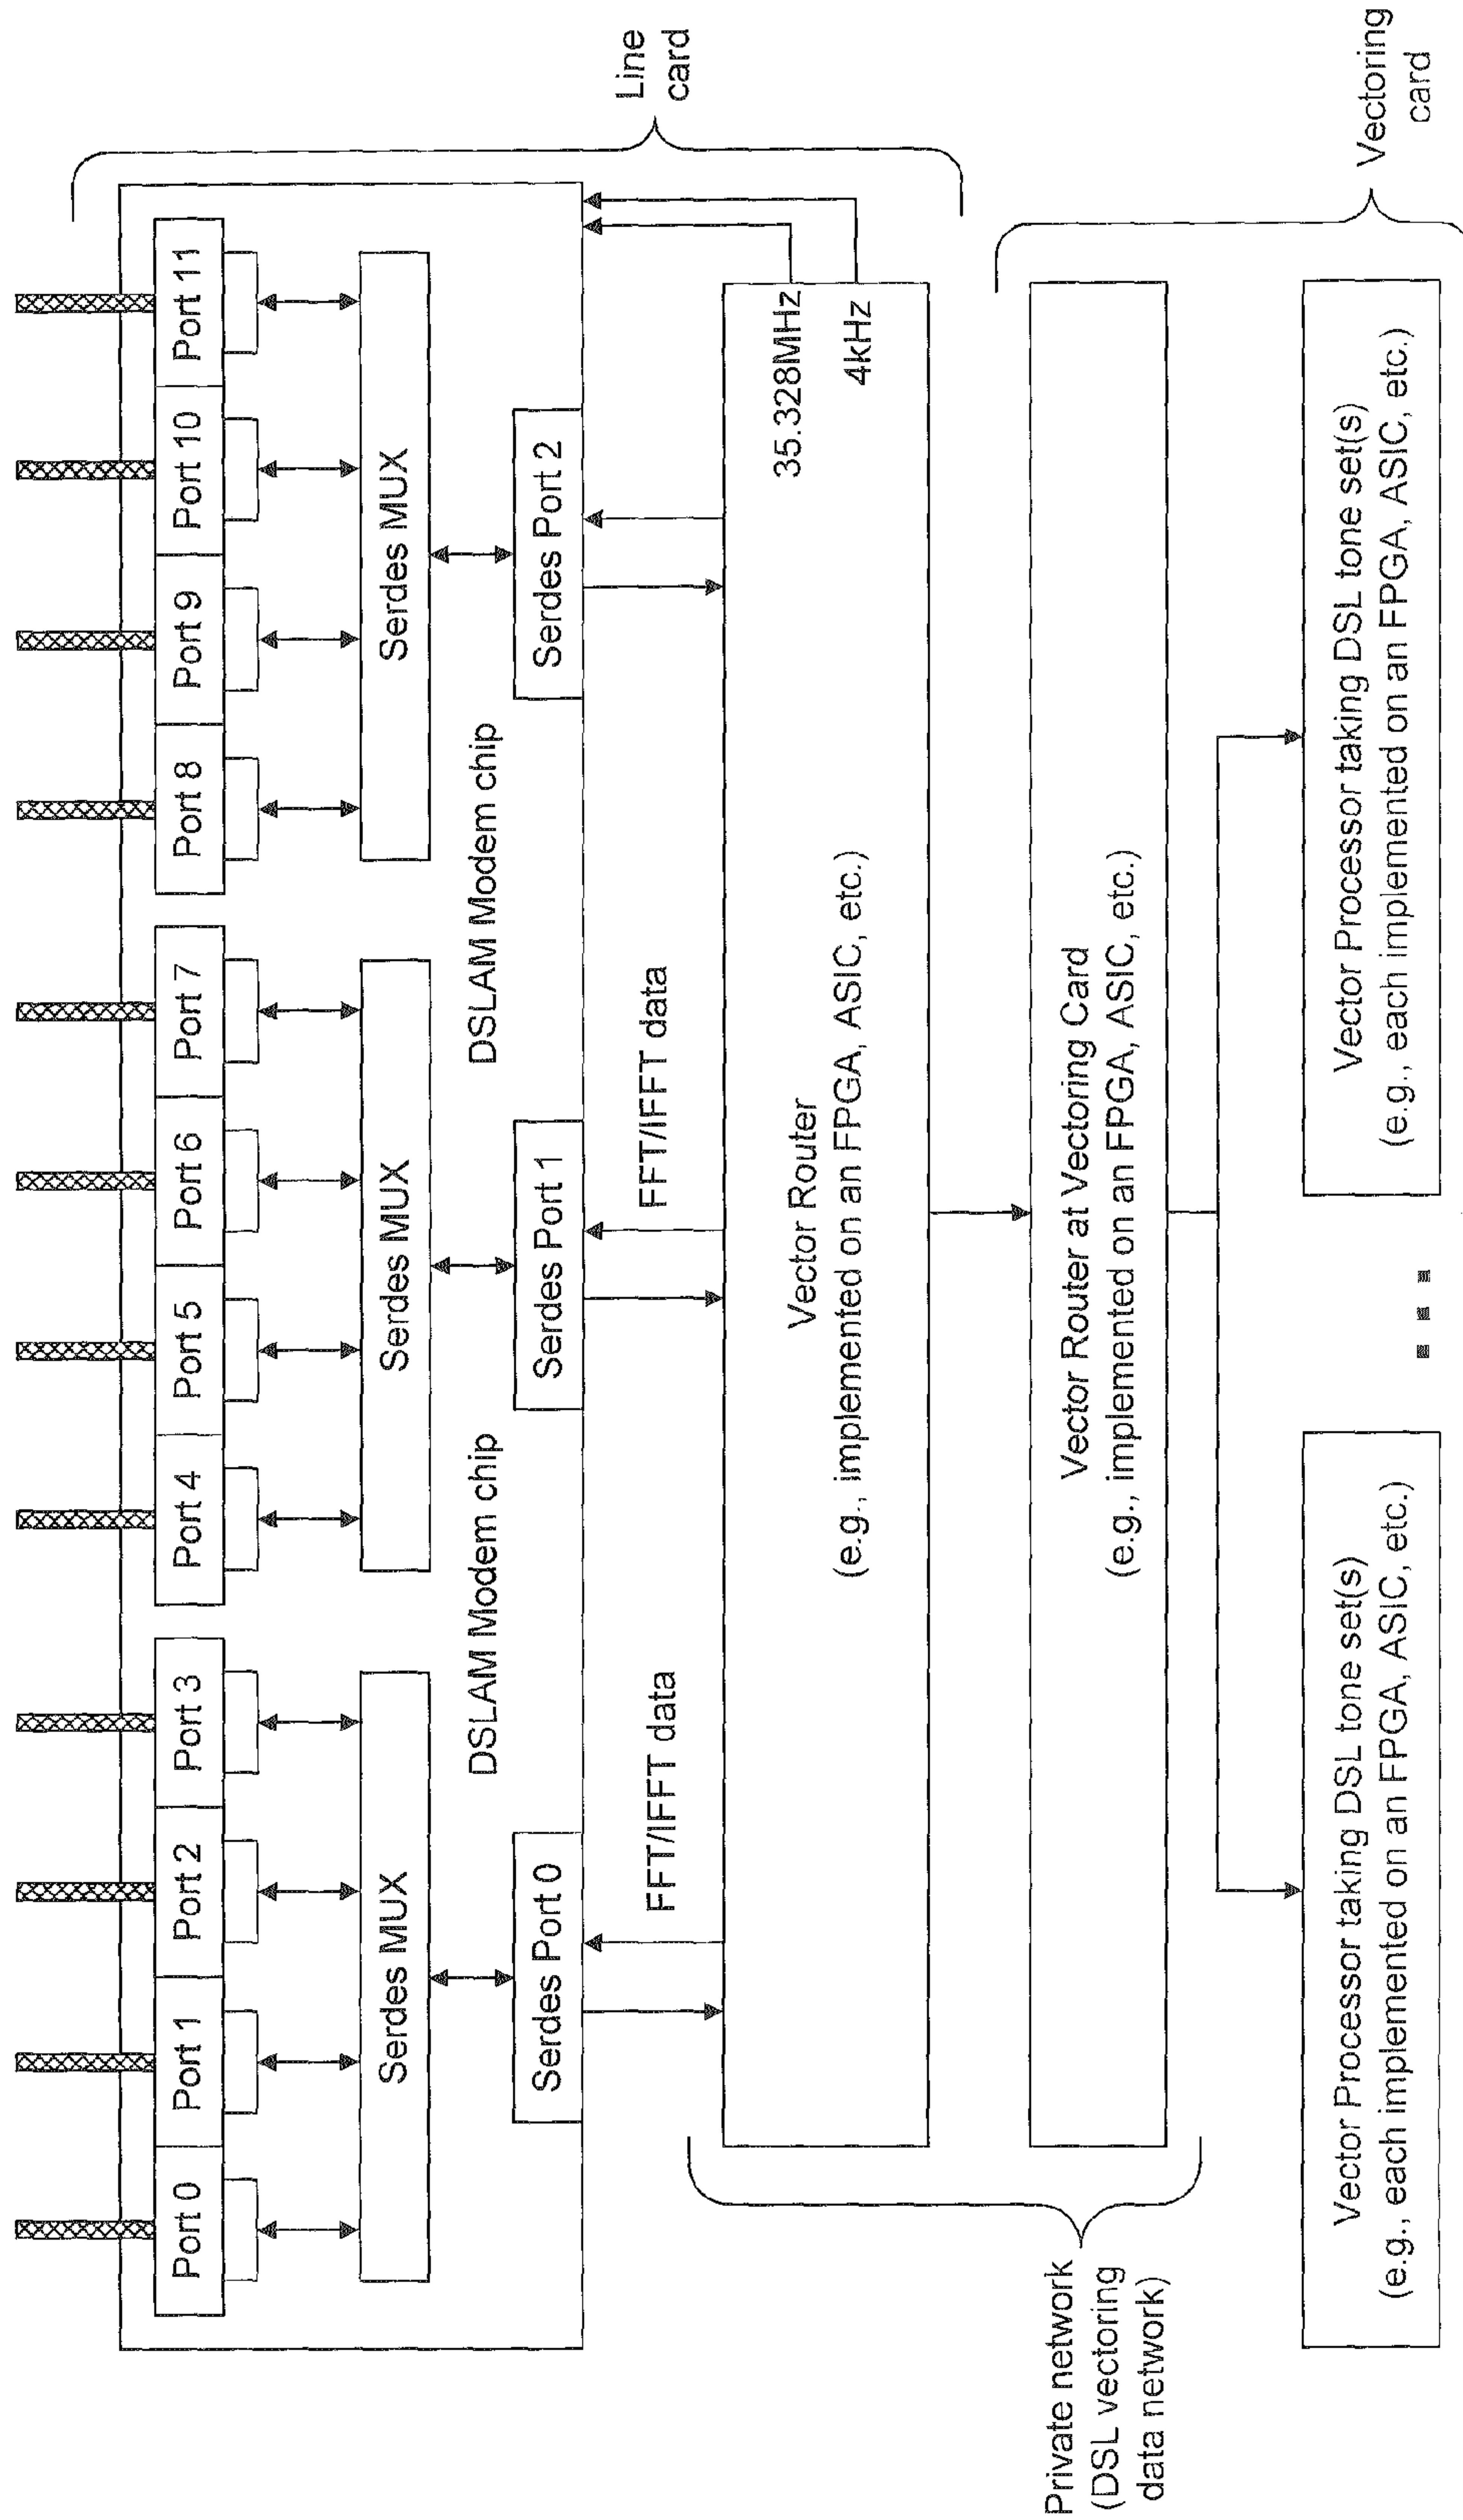 Port 0
Port 1
Port 2
Port 3
Port 4
Port 5
Port 6
Port 7
Port 8
Port 9
Port 10
Port 11
Serdes MUX
Serdes MUX
Serdes MUX
DSLAM Modem chip
DSLAM Modem chip
Serdes Port 0
Serdes Port 1
Serdes Port 2
Line
card
FFT/IFFT data
FFT/IFFT data
35.328MHz
4kHz
Vector Router
(e.g., implemented on an FPGA, ASIC, etc.)
Private network
(DSL vectoring
data network)
Vector Router at Vectoring Card
(e.g., implemented on an FPGA, ASIC, etc.)
Vectoring
card
Vector Processor taking DSL tone set(s)
(e.g., each implemented on an FPGA, ASIC, etc.)
Vector Processor taking DSL tone set(s)
(e.g., each implemented on an FPGA, ASIC, etc.)